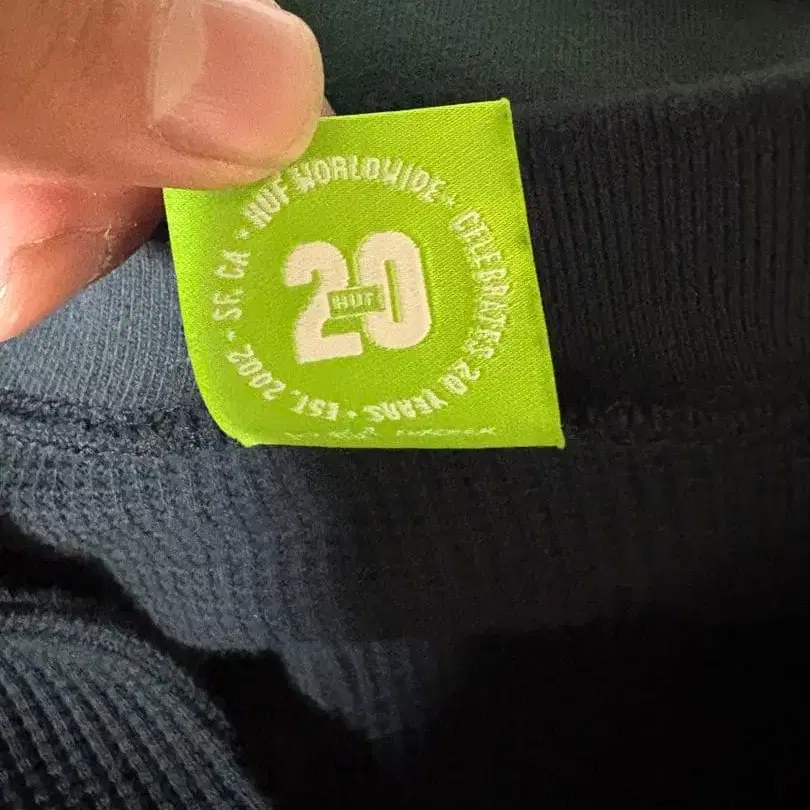 HUF WORLDWIDE • CELEBRATES 20 YEARS • EST. 2002 • SF, CA •
20
HUF